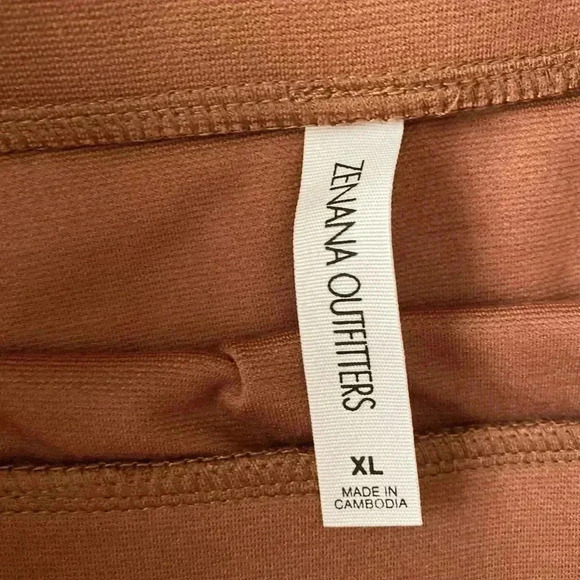 ZENANA OUTFITTERS
XL
MADE IN
CAMBODIA